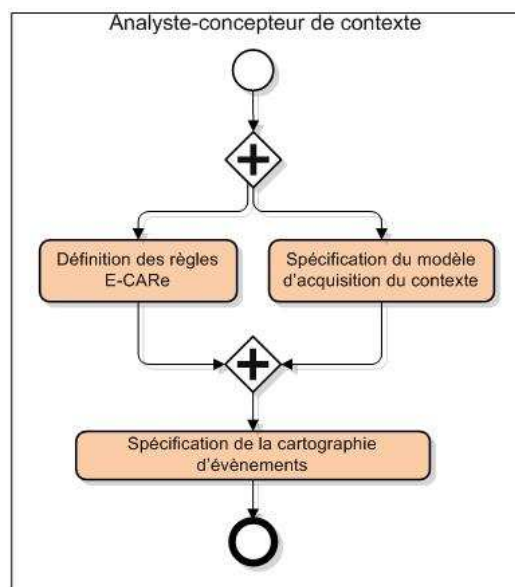 Analyste-concepteur de contexte
Définition des règles
E-CARe
Spécification du modèle
d'acquisition du contexte
Spécification de la cartographie
d'évènements